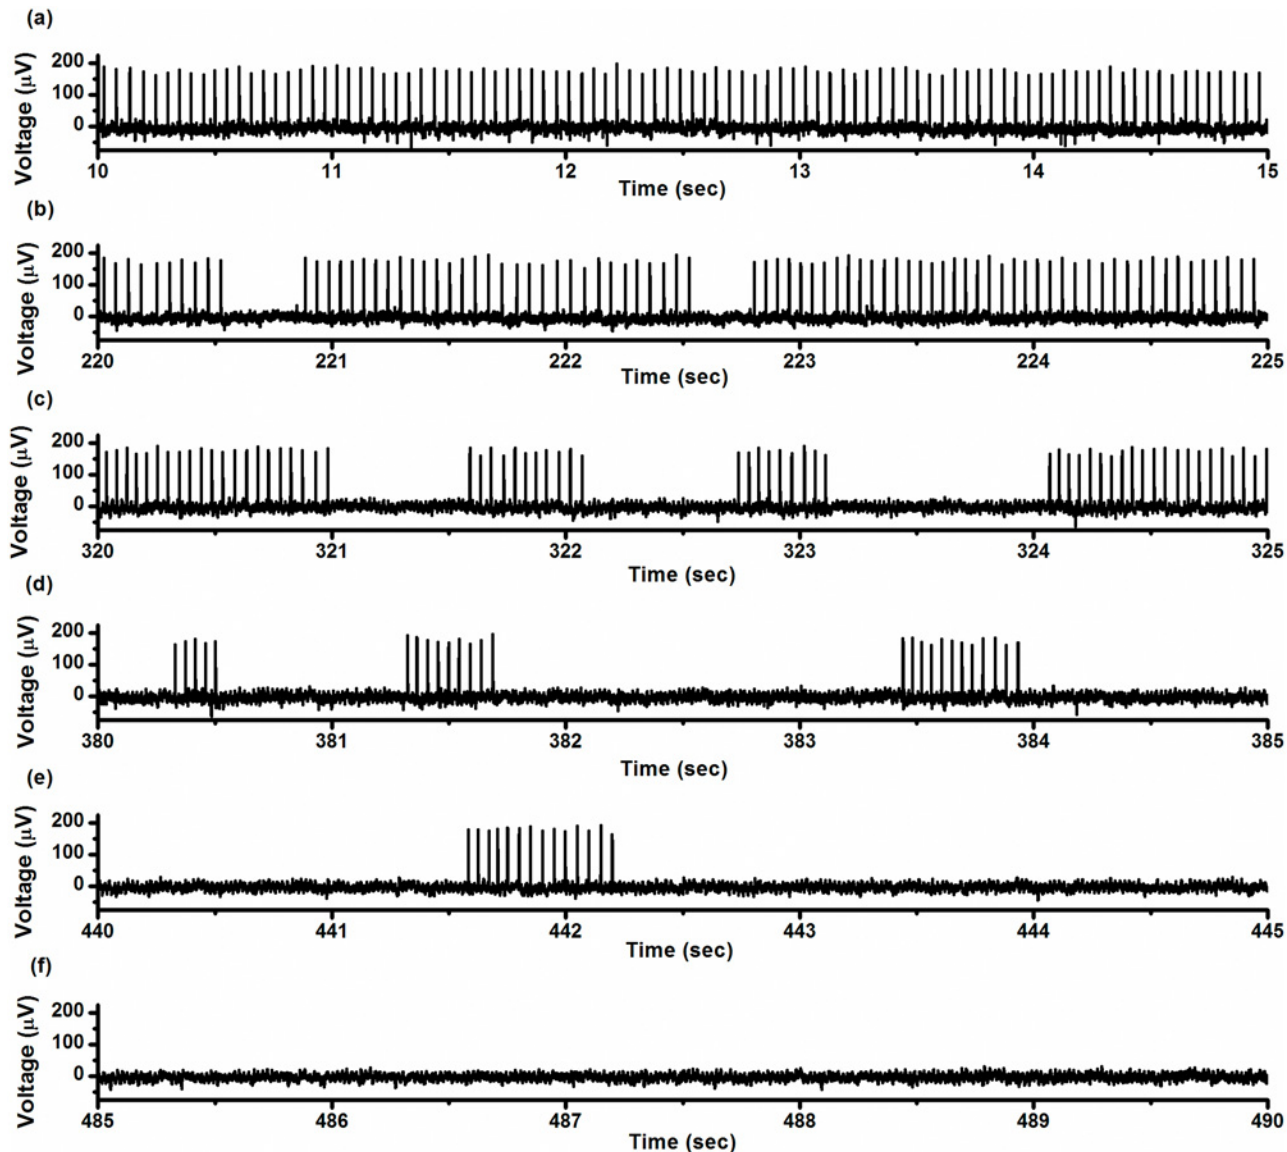 (a)
Voltage (μV)
200
100
0
10 11 12 13 14 15
Time (sec)
(b)
Voltage (μV)
200
100
0
220 221 222 223 224 225
Time (sec)
(c)
Voltage (μV)
200
100
0
320 321 322 323 324 325
Time (sec)
(d)
Voltage (μV)
200
100
0
380 381 382 383 384 385
Time (sec)
(e)
Voltage (μV)
200
100
0
440 441 442 443 444 445
Time (sec)
(f)
Voltage (μV)
200
100
0
485 486 487 488 489 490
Time (sec)